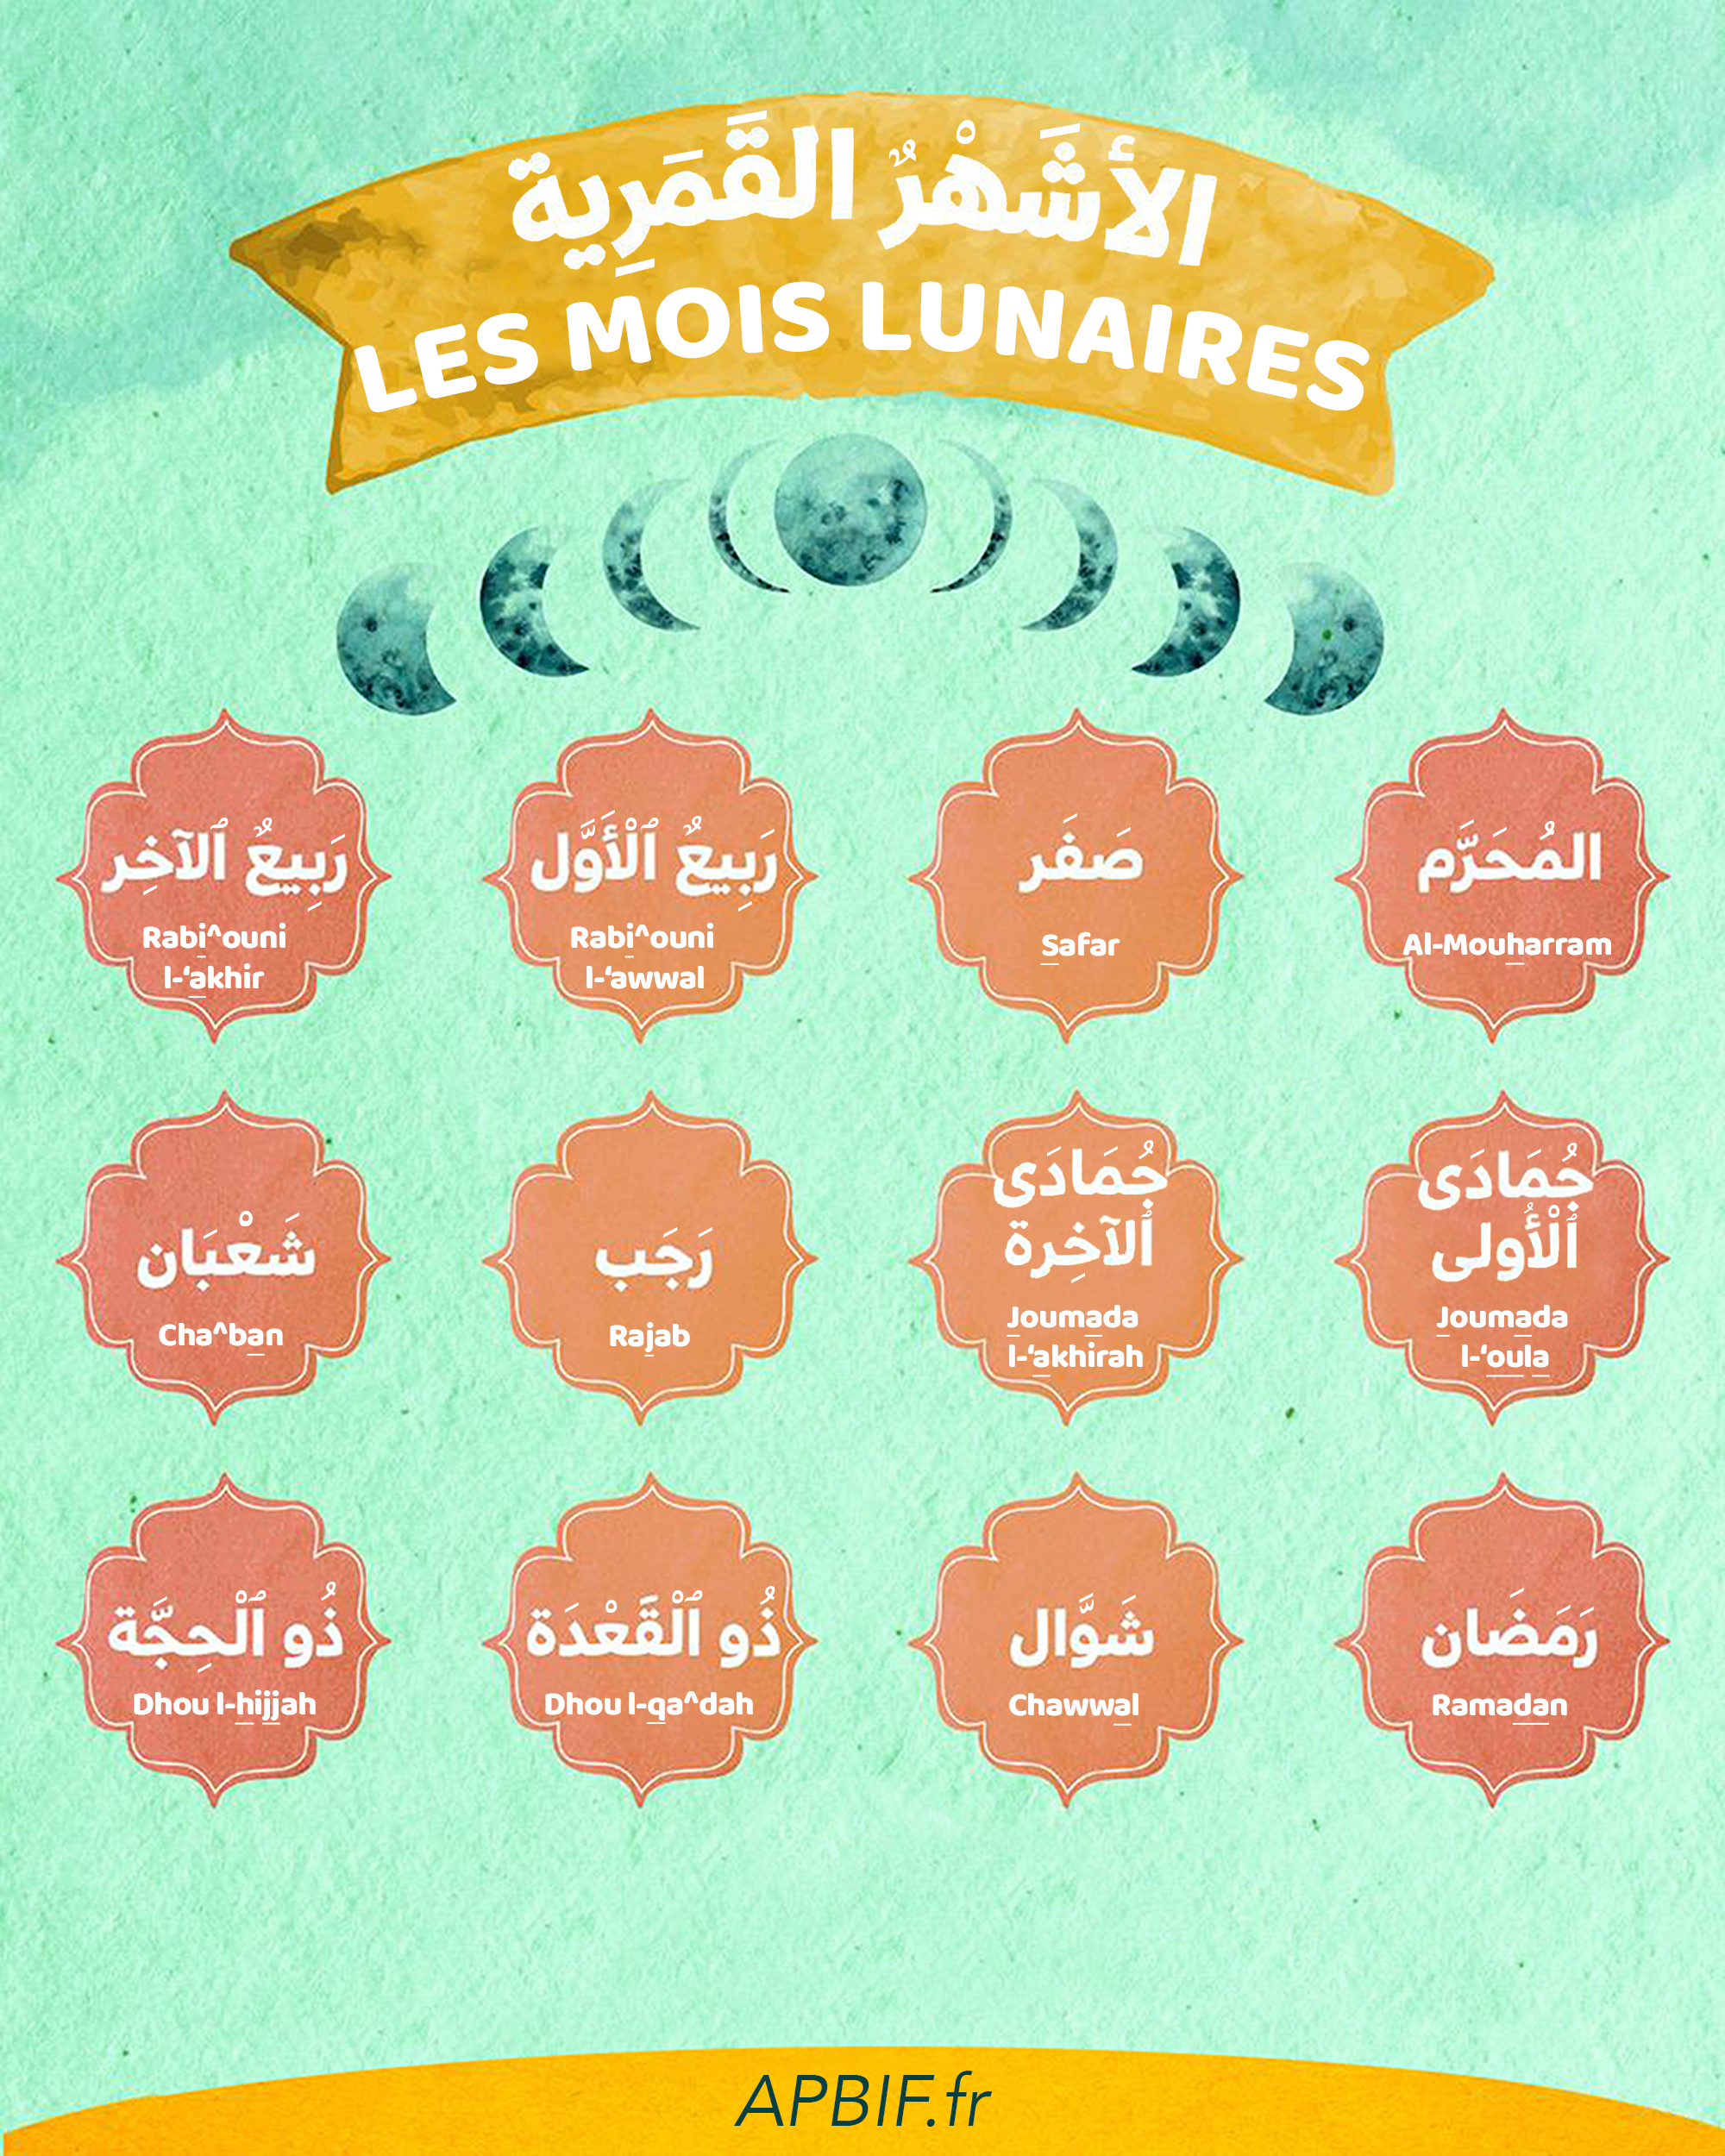 الأشَهْرٌ القَّمَرِية
LES MOIS LUNAIRES
المُحَرَّم
Al-Mouharram
صَفَر
Safar
رَبِيعٌ ٱلْأَوَّل
Rabi^ouni
l-‘awwal
رَبِيعٌ ٱلآخِر
Rabi^ouni
l-‘akhir
جُمَادَى
ٱلْأُولى
Joumada
l-‘oula
جُمَادَى
ٱلآخِرة
Joumada
l-‘akhirah
رَجَب
Rajab
شَعْبَان
Cha^ban
رَمَضَان
Ramadan
شَوَّال
Chawwal
ذُو ٱلْقَعْدَة
Dhou l-qa^dah
ذُو ٱلْحِجَّة
Dhou l-hijjah
APBIF.fr